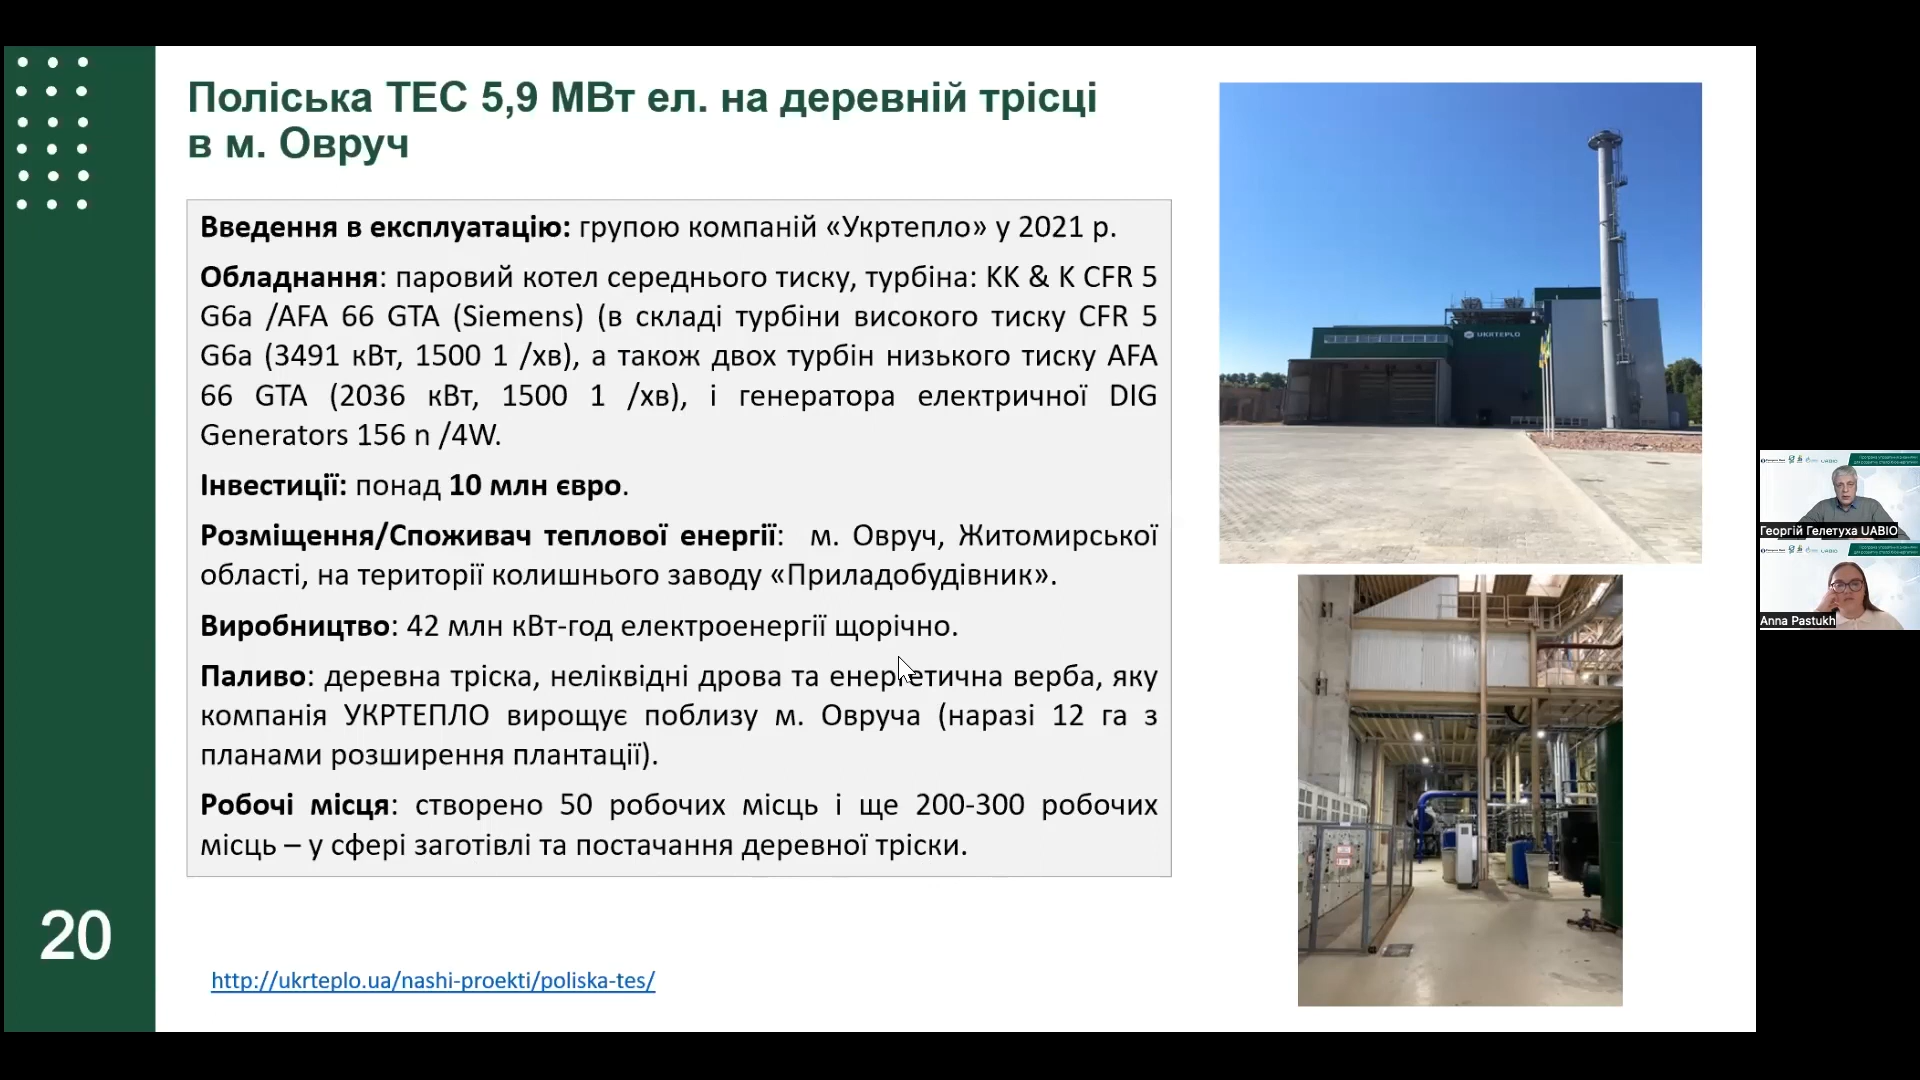 Поліська ТЕС 5,9 МВт ел. на деревній трісці
в м. Овруч
Введення в експлуатацію: групою компаній «Укртепло» у 2021 р.
Обладнання: паровий котел середнього тиску, турбіна: KK & K CFR 5
G6a /AFA 66 GTA (Siemens) (в складі турбіни високого тиску CFR 5
G6a (3491 кВт, 1500 1 /хв), а також двох турбін низького тиску AFA
66 GTA (2036 кВт, 1500 1 /хв), і генератора електричної DIG
Generators 156 n /4W.
Інвестиції: понад 10 млн євро.
Розміщення/Споживач теплової енергії: м. Овруч, Житомирської
області, на території колишнього заводу «Приладобудівник».
Виробництво: 42 млн кВт-год електроенергії щорічно.
Паливо: деревна тріска, неліквідні дрова та енергетична верба, яку
компанія УКРТЕПЛО вирощує поблизу м. Овруча (наразі 12 га з
планами розширення плантації).
Робочі місця: створено 50 робочих місць і ще 200-300 робочих
місць – у сфері заготівлі та постачання деревної тріски.
20
http://ukrteplo.ua/nashi-proekti/poliska-tes/
UKRTEPLO
Георгій Гелетуха UABIO
Anna Pastukh